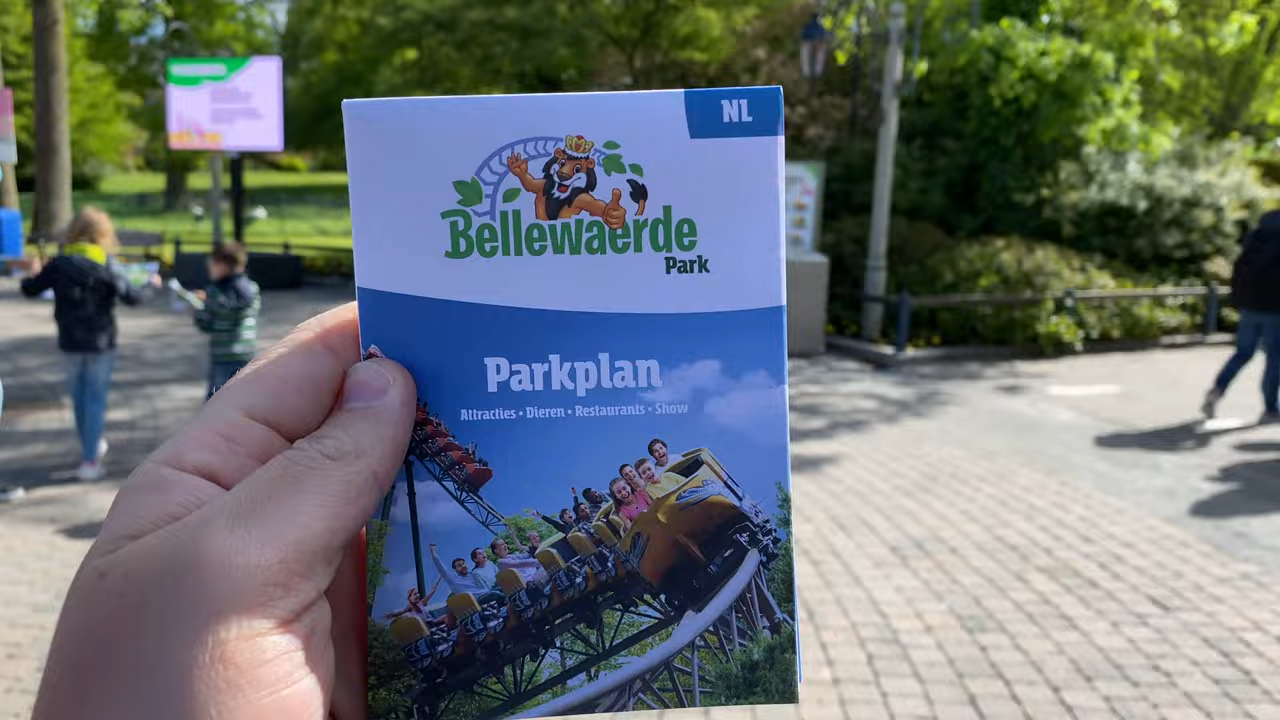 NL
Bellewaerde
Park
Parkplan
Attracties • Dieren • Restaurants • Show